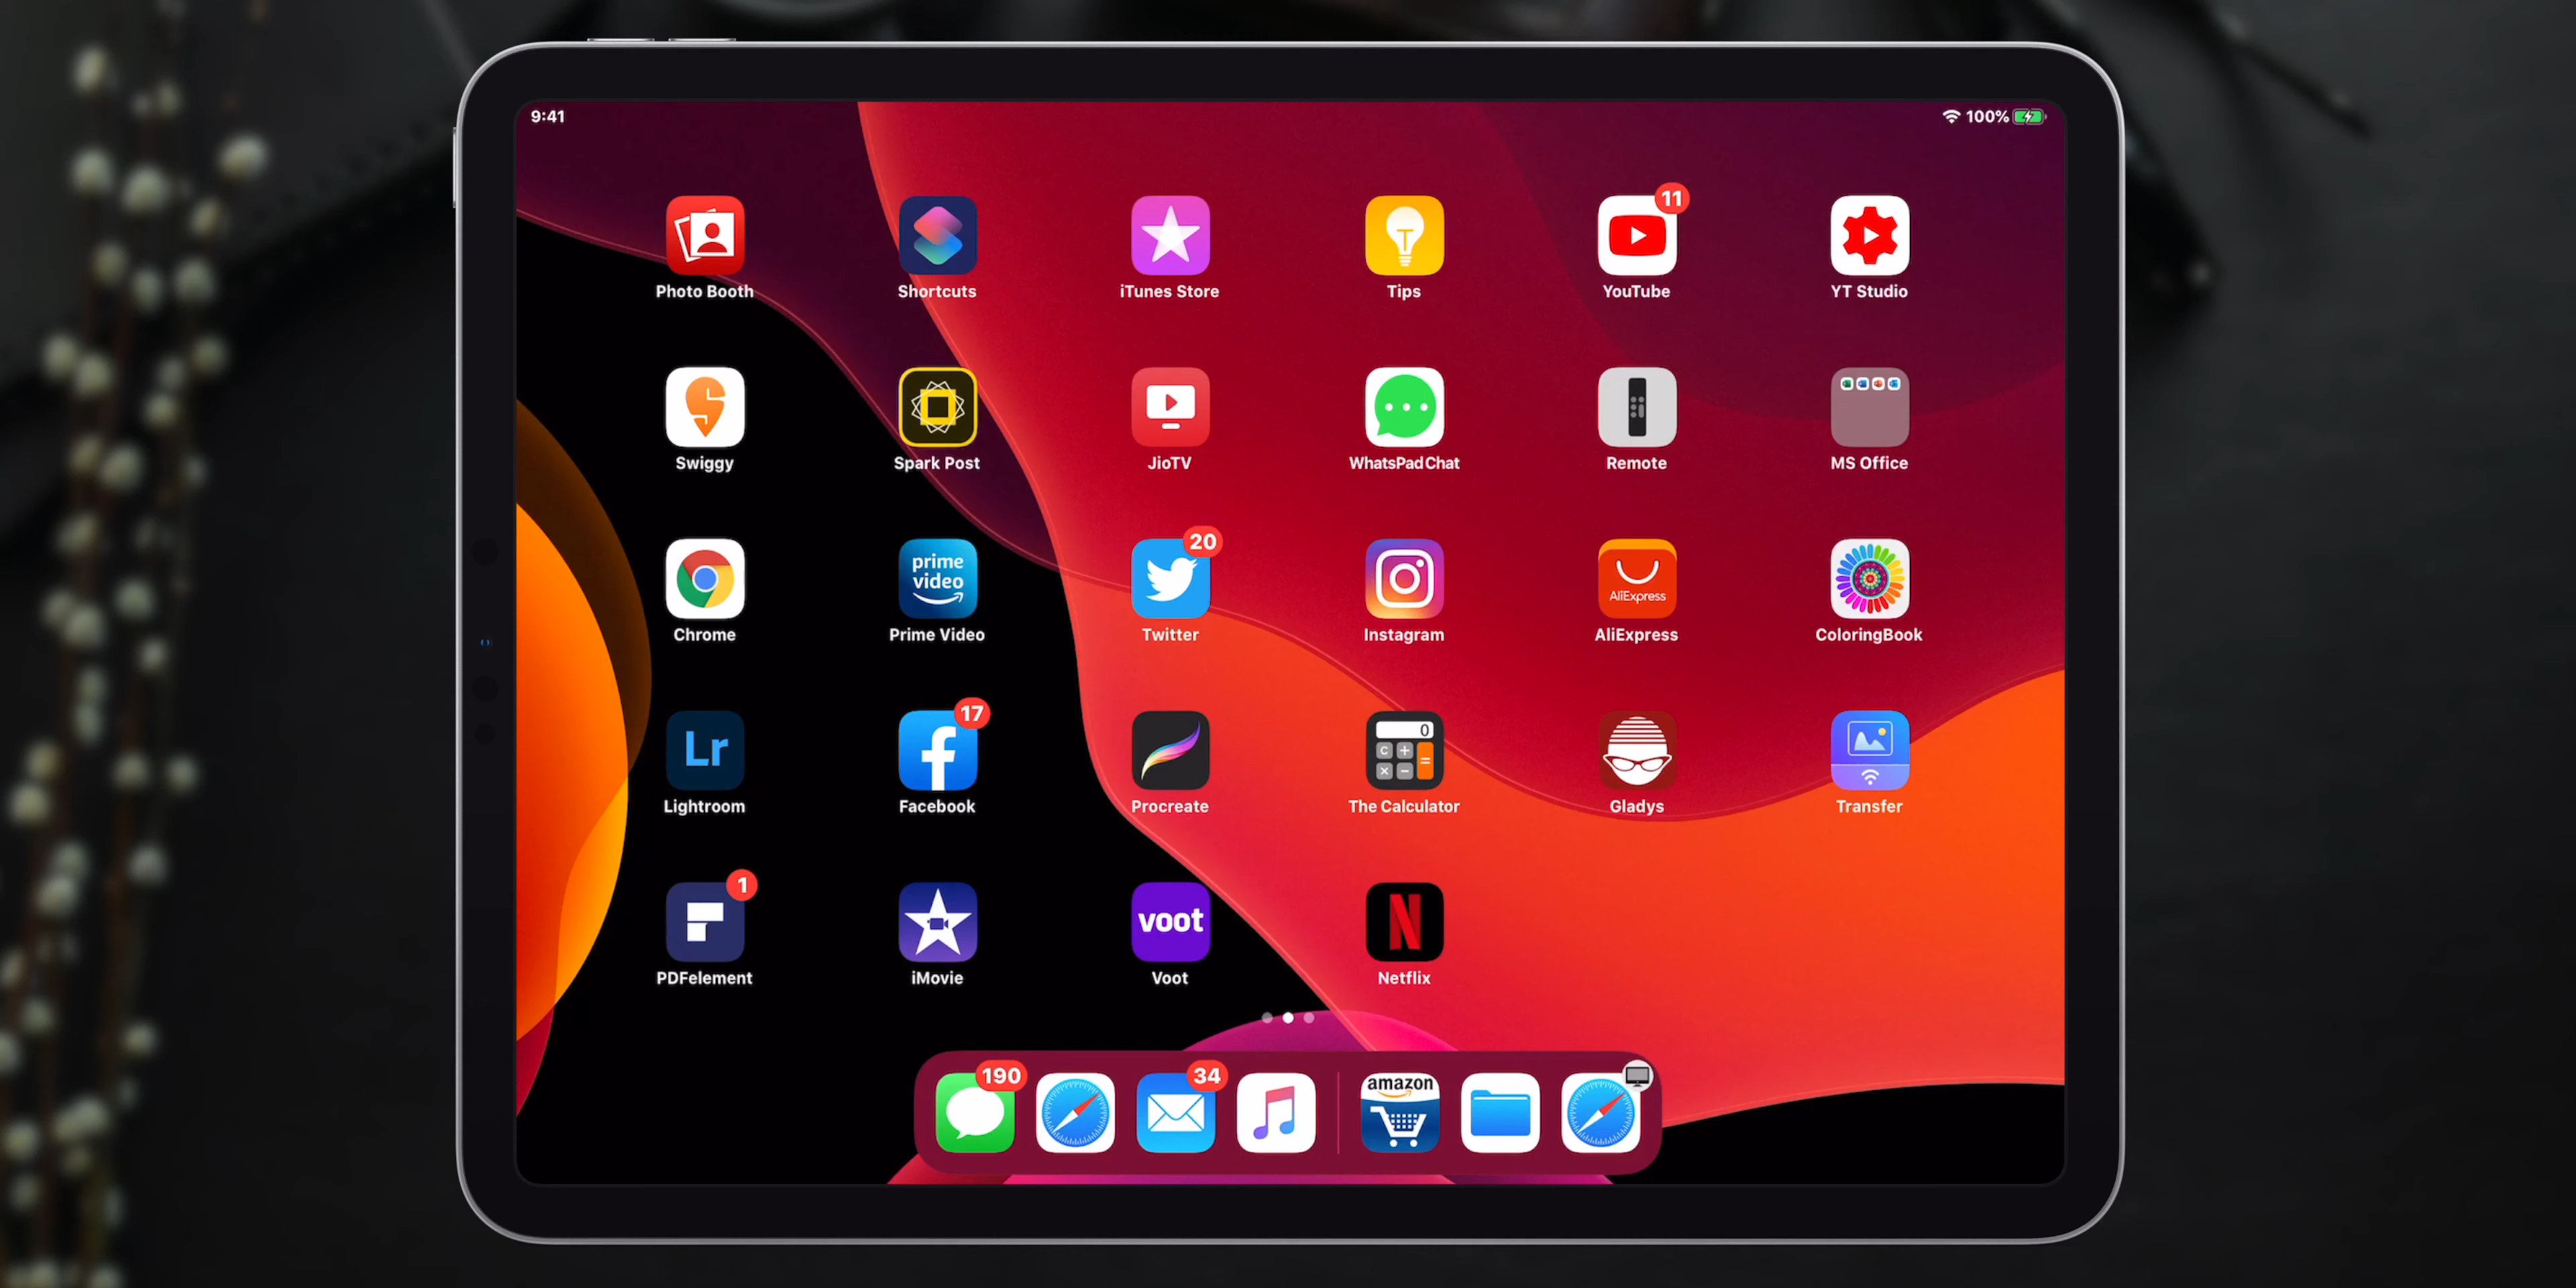 9:41
100%
11
Photo Booth
Shortcuts
iTunes Store
T
Tips
YouTube
YT Studio
Swiggy
Spark Post
JioTV
WhatsPad Chat
Remote
MS Office
prime
video
20
AliExpress
Chrome
Prime Video
Twitter
Instagram
AliExpress
ColoringBook
Lr
17
f
0
C + =
× −
Lightroom
Facebook
Procreate
The Calculator
Gladys
Transfer
1
voot
N
PDFelement
iMovie
Voot
Netflix
190
34
amazon